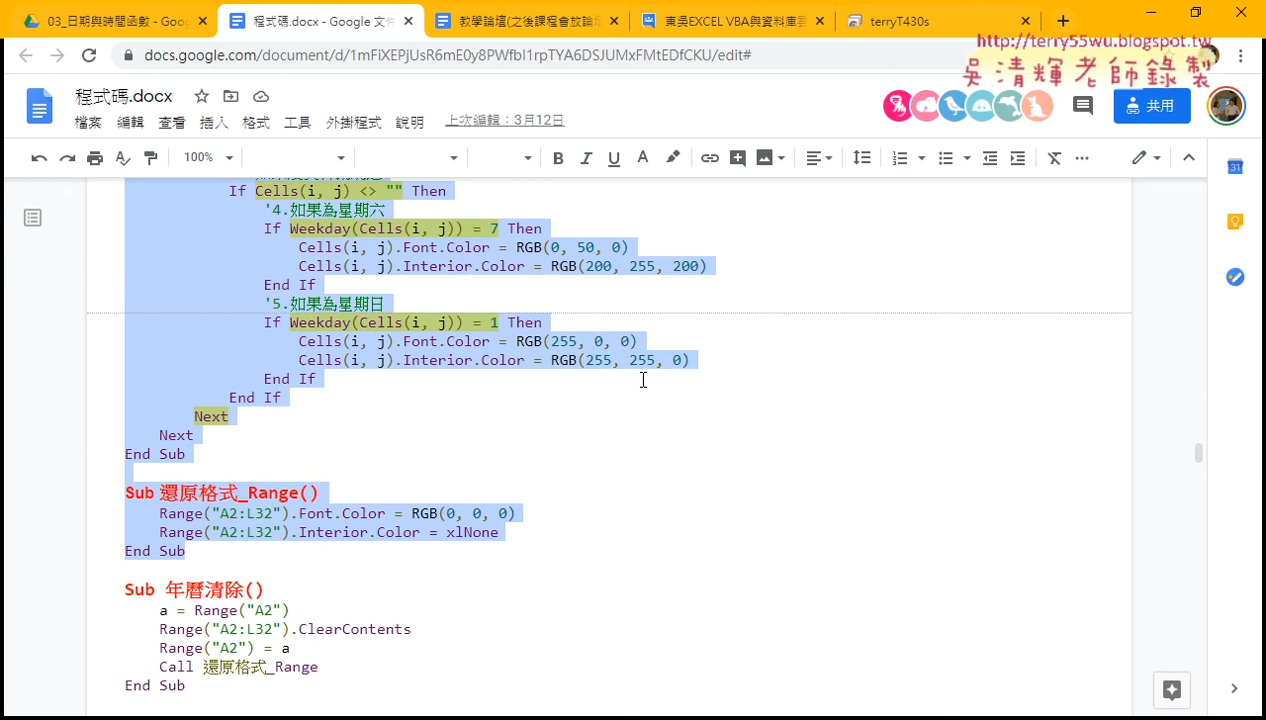 03_日期與時間函數 - Goo
程式碼.docx - Google 文件
教學論壇(之後課程會放論
東吳EXCEL VBA與資料庫雲
terryT430s
docs.google.com/document/d/1mFiXEPjUsR6mE0y8PWfbI1rpTYA6DSJUMxFMtEDfCKU/edit#
http://terry55wu.blogspot.tw
吳清輝老師錄製
程式碼.docx
檔案 編輯 查看 插入 格式 工具 外掛程式 說明 上次編輯：3月12日
共用
100%
If Cells(i, j) <> "" Then
'4.如果為星期六
If Weekday(Cells(i, j)) = 7 Then
Cells(i, j).Font.Color = RGB(0, 50, 0)
Cells(i, j).Interior.Color = RGB(200, 255, 200)
End If
'5.如果為星期日
If Weekday(Cells(i, j)) = 1 Then
Cells(i, j).Font.Color = RGB(255, 0, 0)
Cells(i, j).Interior.Color = RGB(255, 255, 0)
End If
End If
Next
Next
End Sub
Sub 還原格式_Range()
Range("A2:L32").Font.Color = RGB(0, 0, 0)
Range("A2:L32").Interior.Color = xlNone
End Sub
Sub 年曆清除()
a = Range("A2")
Range("A2:L32").ClearContents
Range("A2") = a
Call 還原格式_Range
End Sub